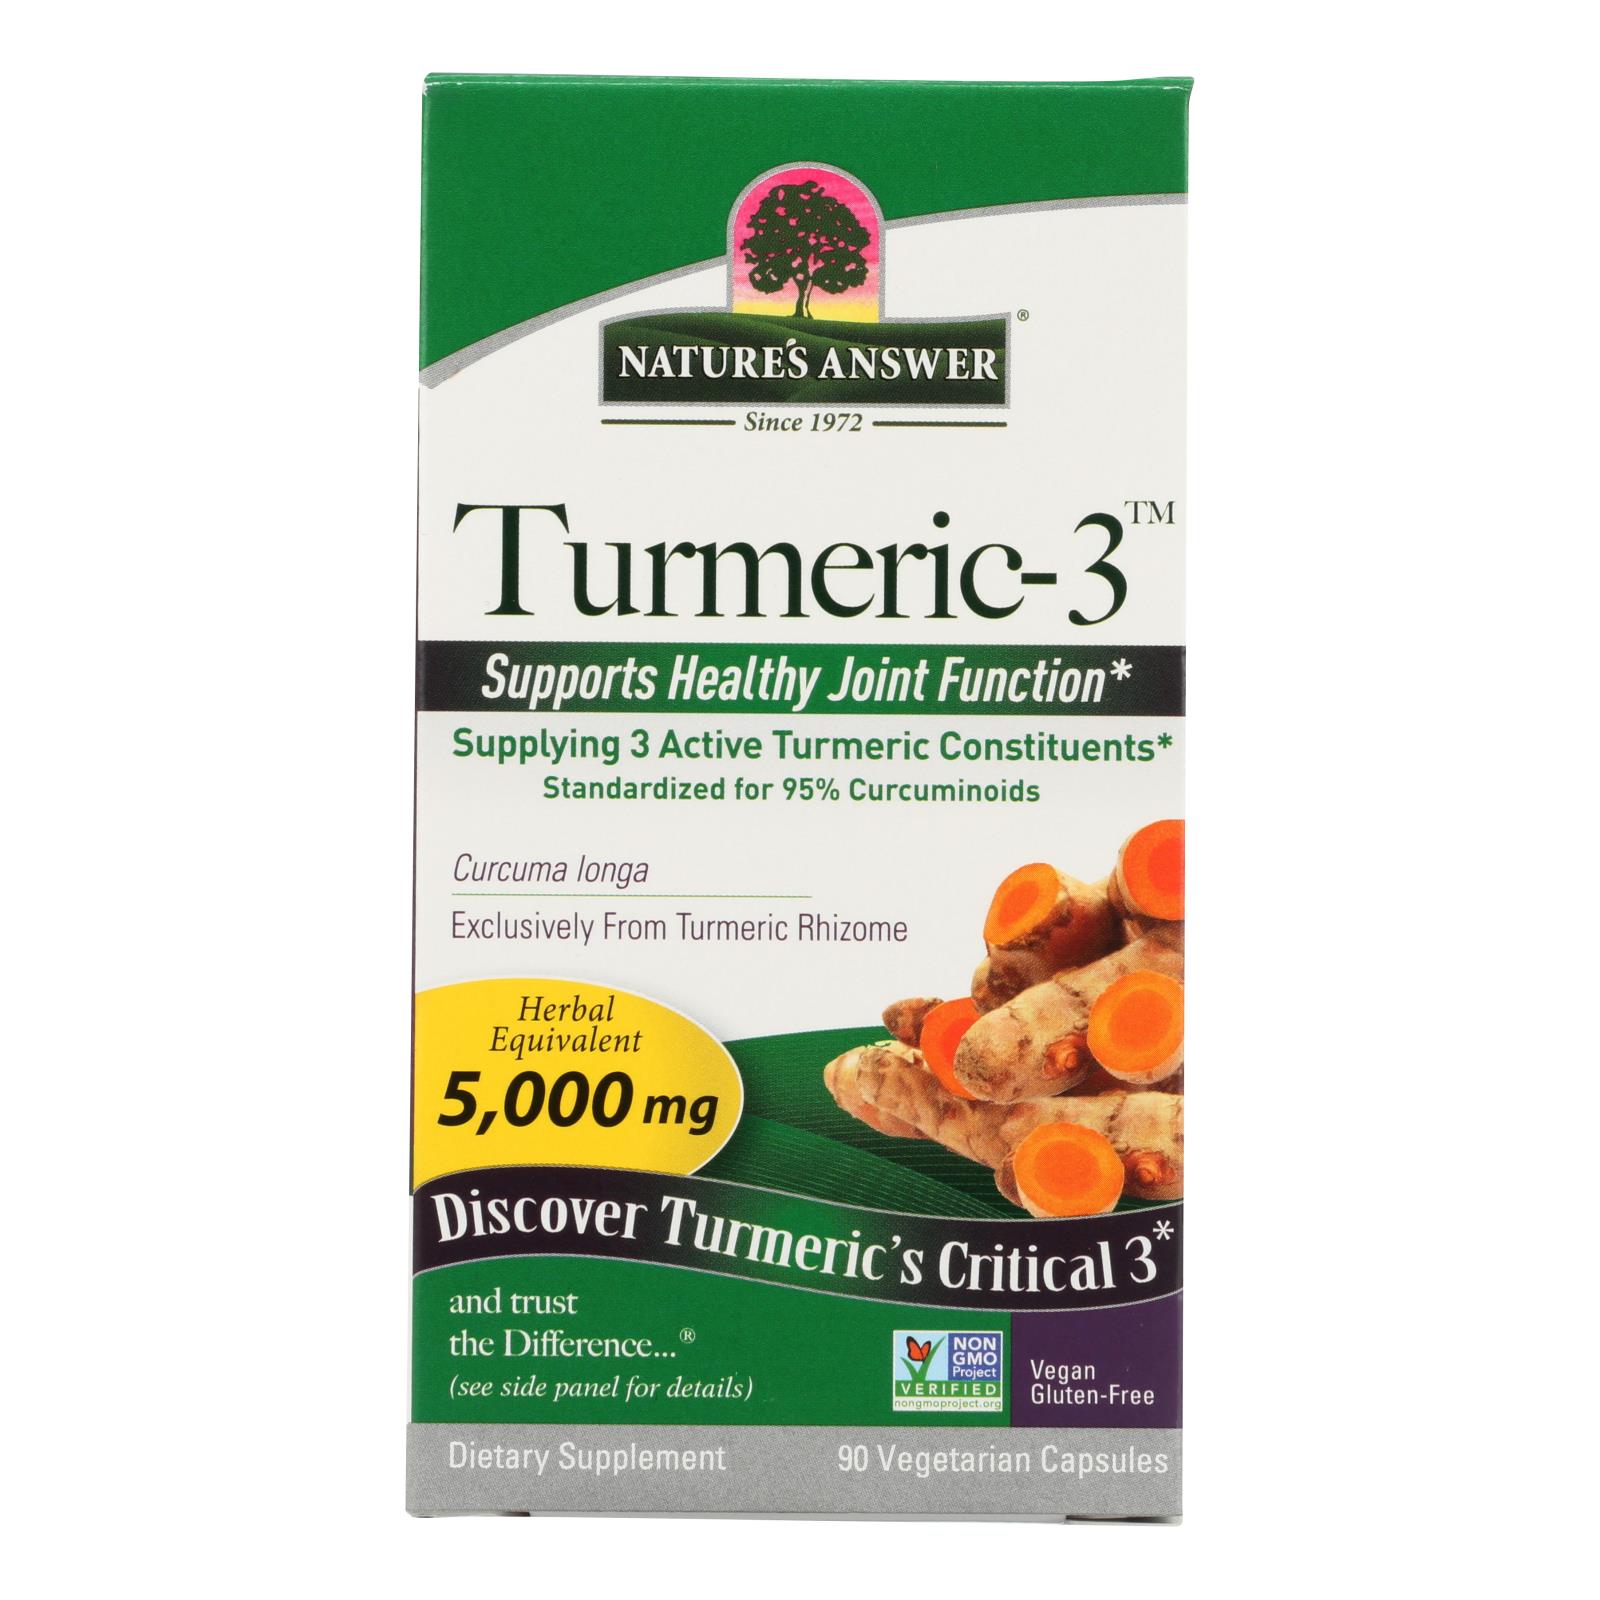 ®
NATURE'S ANSWER
Since 1972
Turmeric-3™
Supports Healthy Joint Function*
Supplying 3 Active Turmeric Constituents*
Standardized for 95% Curcuminoids
Curcuma longa
Exclusively From Turmeric Rhizome
Herbal
Equivalent
5,000 mg
Discover Turmeric's Critical 3*
and trust
the Difference...®
(see side panel for details)
NON
GMO
Project
VERIFIED
nongmoproject.org
Vegan
Gluten-Free
Dietary Supplement
90 Vegetarian Capsules